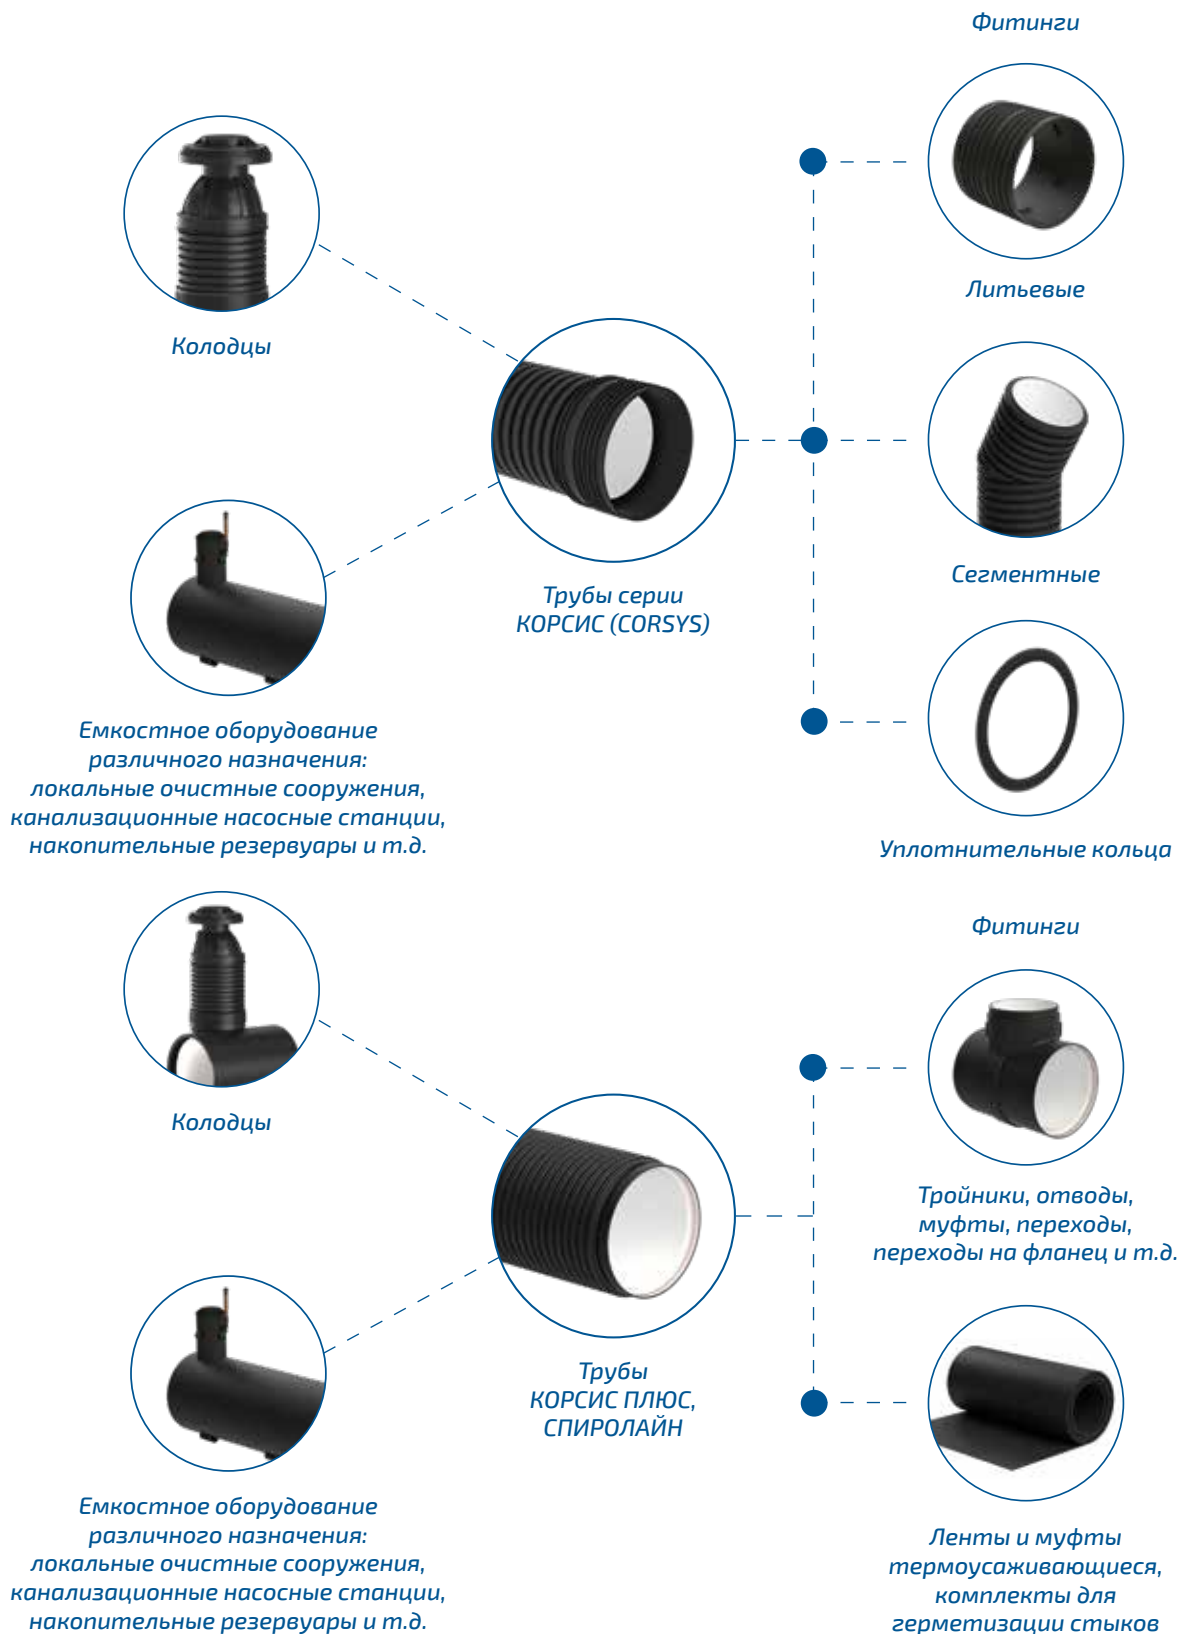 Фитинги
Литьевые
Колодцы
Сегментные
Трубы серии
КОРСИС (CORSYS)
Емкостное оборудование
различного назначения:
локальные очистные сооружения,
канализационные насосные станции,
накопительные резервуары и т.д.
Уплотнительные кольца
Фитинги
Колодцы
Тройники, отводы,
муфты, переходы,
переходы на фланец и т.д.
Трубы
КОРСИС ПЛЮС,
СПИРОЛАЙН
Емкостное оборудование
различного назначения:
локальные очистные сооружения,
канализационные насосные станции,
накопительные резервуары и т.д.
Ленты и муфты
термоусаживающиеся,
комплекты для
герметизации стыков